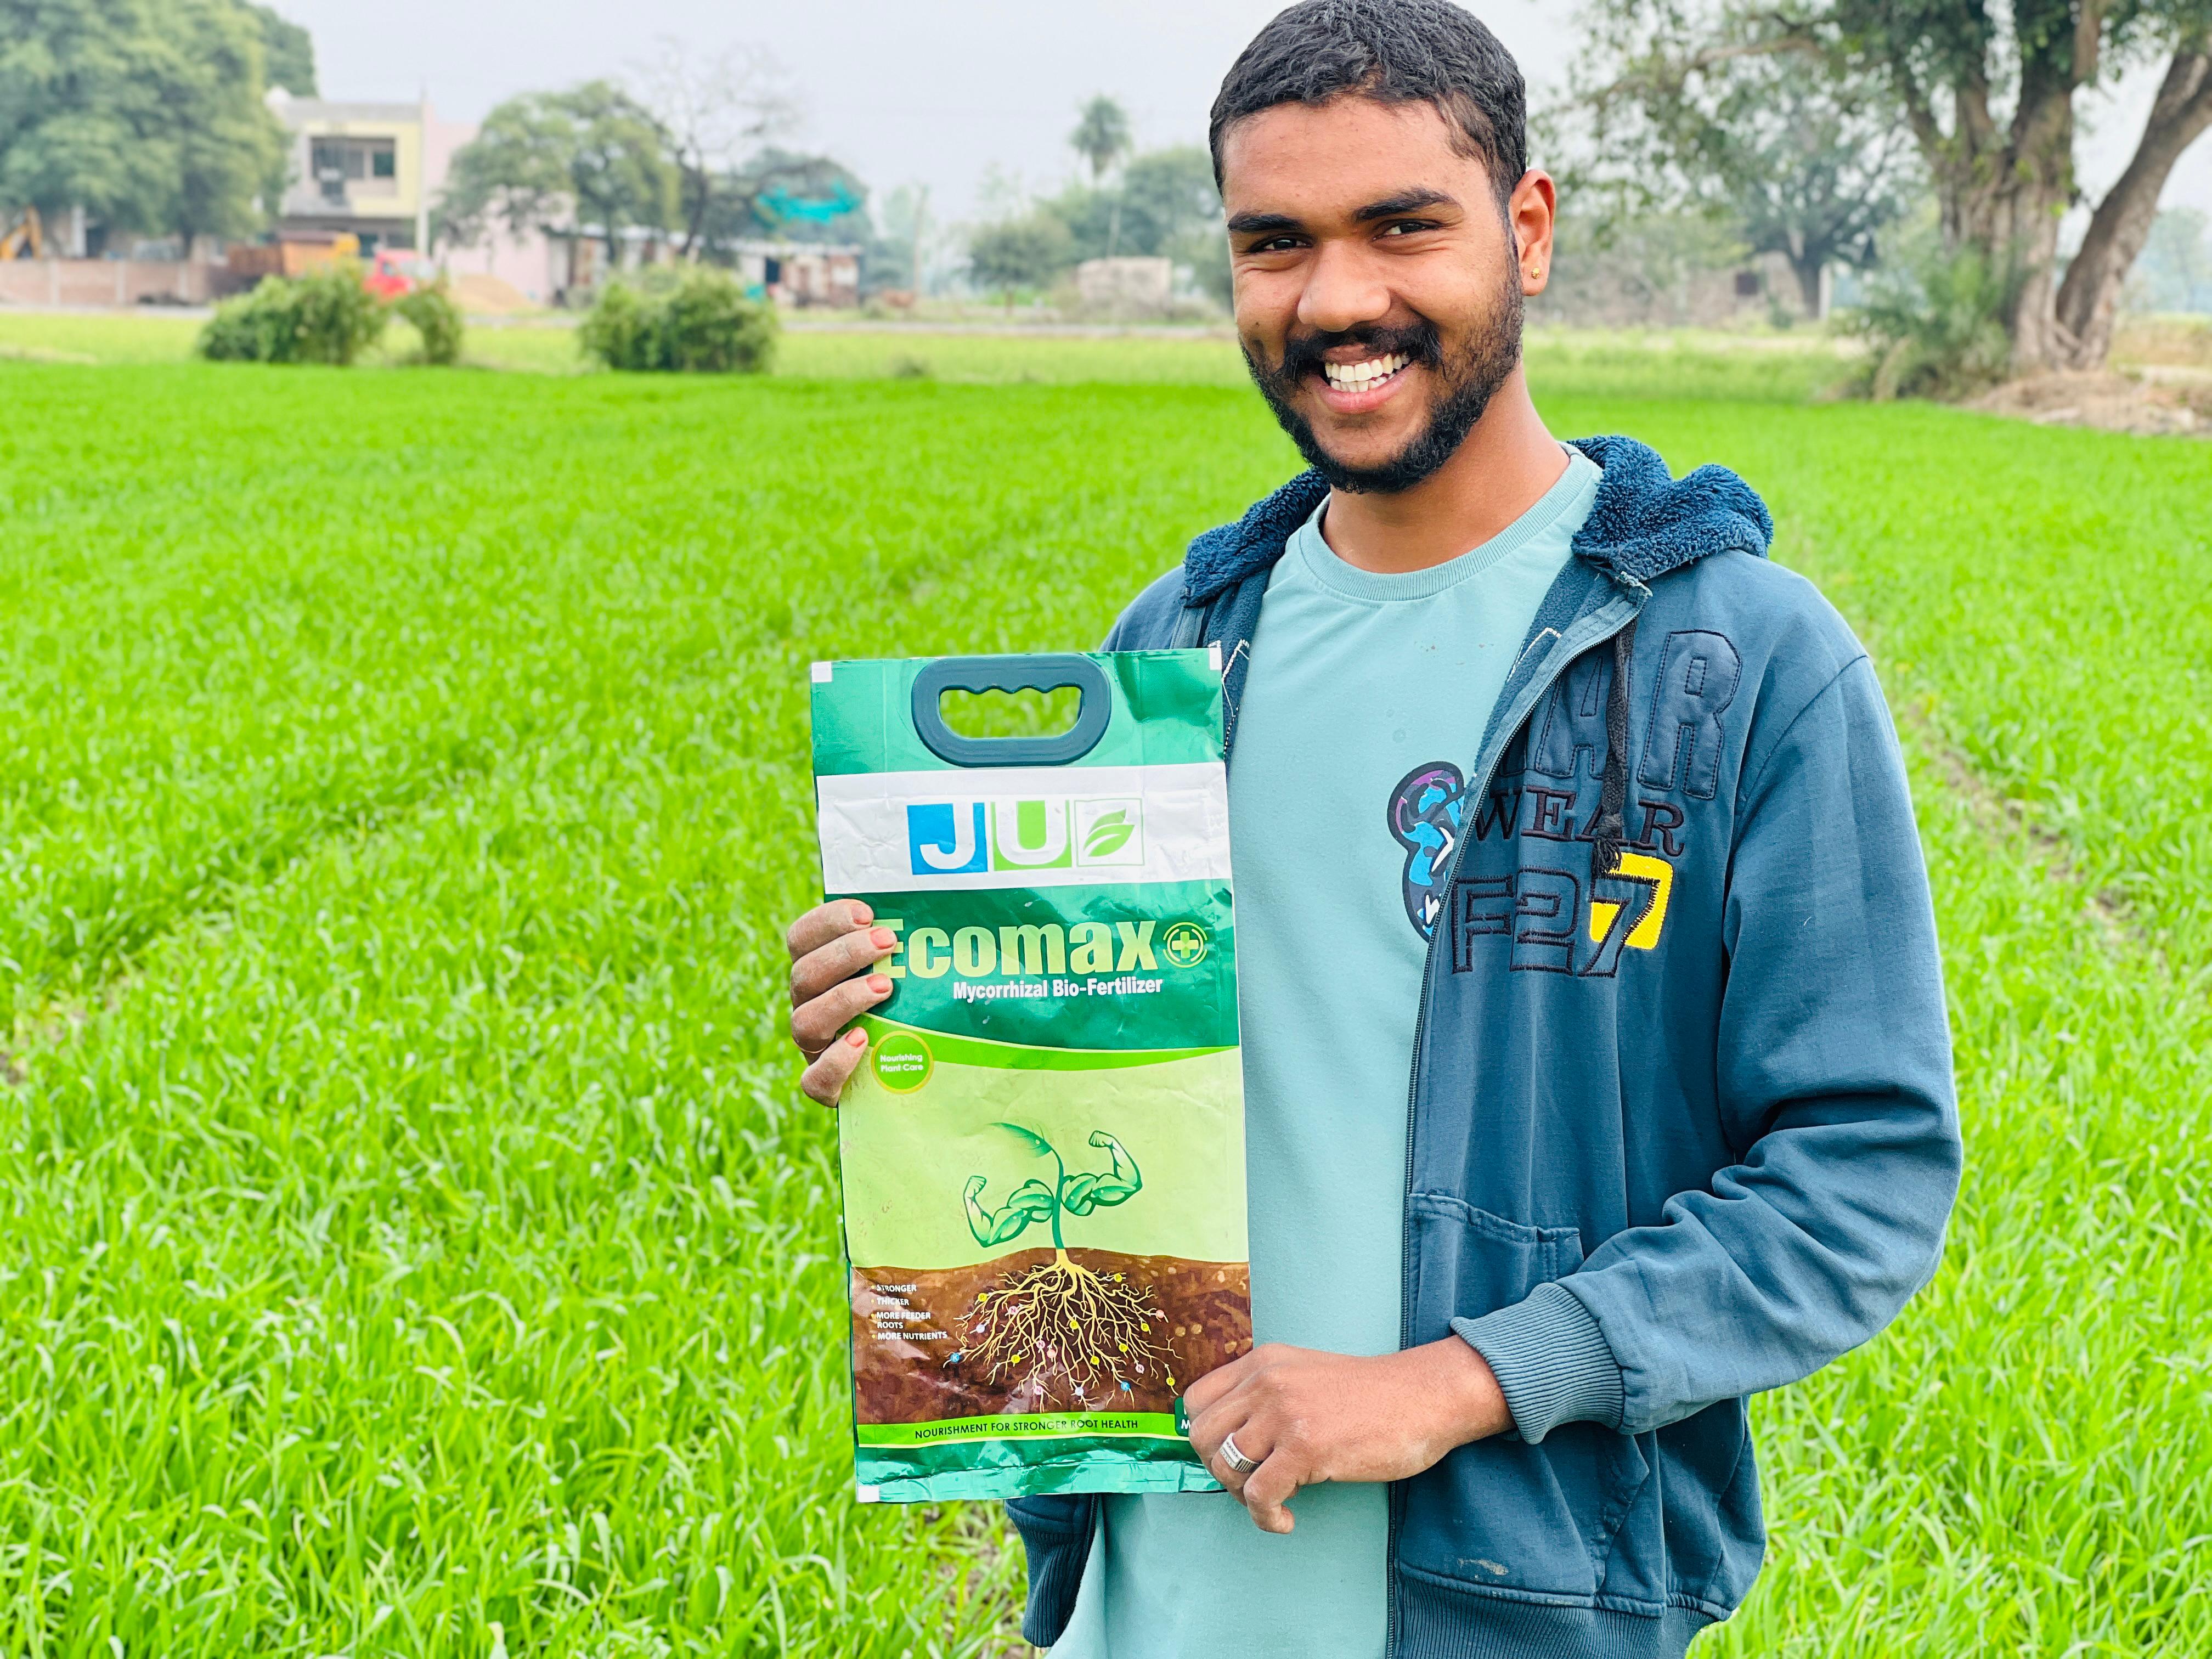 JU
Ecomax
Mycorrhizal Bio-Fertilizer
Nourishing
Plant Care
• STRONGER
• THICKER
• MORE FEEDER
ROOTS
• MORE NUTRIENTS
NOURISHMENT FOR STRONGER ROOT HEALTH
WEAR
F27